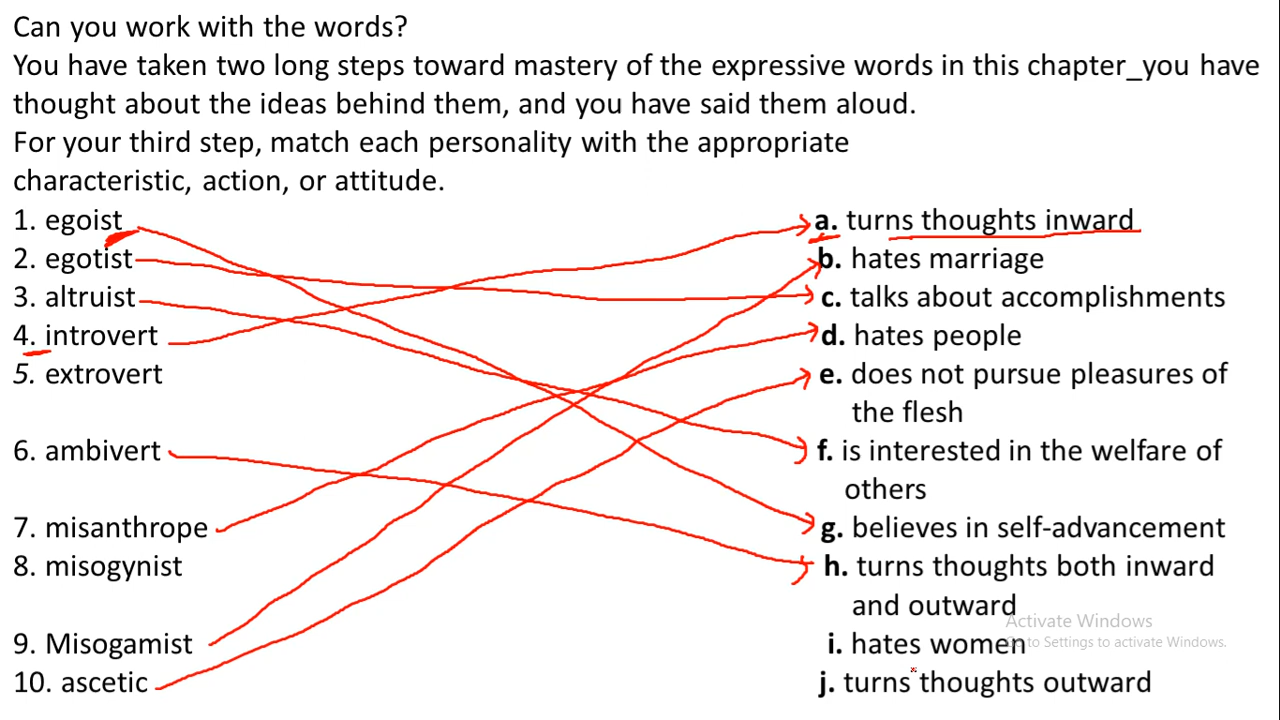 Can you work with the words?
You have taken two long steps toward mastery of the expressive words in this chapter_you have
thought about the ideas behind them, and you have said them aloud.
For your third step, match each personality with the appropriate
characteristic, action, or attitude.
1. egoist
a. turns thoughts inward
2. egotist
b. hates marriage
3. altruist
c. talks about accomplishments
4. introvert
d. hates people
5. extrovert
e. does not pursue pleasures of
the flesh
6. ambivert
f. is interested in the welfare of
others
7. misanthrope
g. believes in self-advancement
8. misogynist
h. turns thoughts both inward
and outward
9. Misogamist
i. hates women
10. ascetic
j. turns thoughts outward
Activate Windows
Go to Settings to activate Windows.